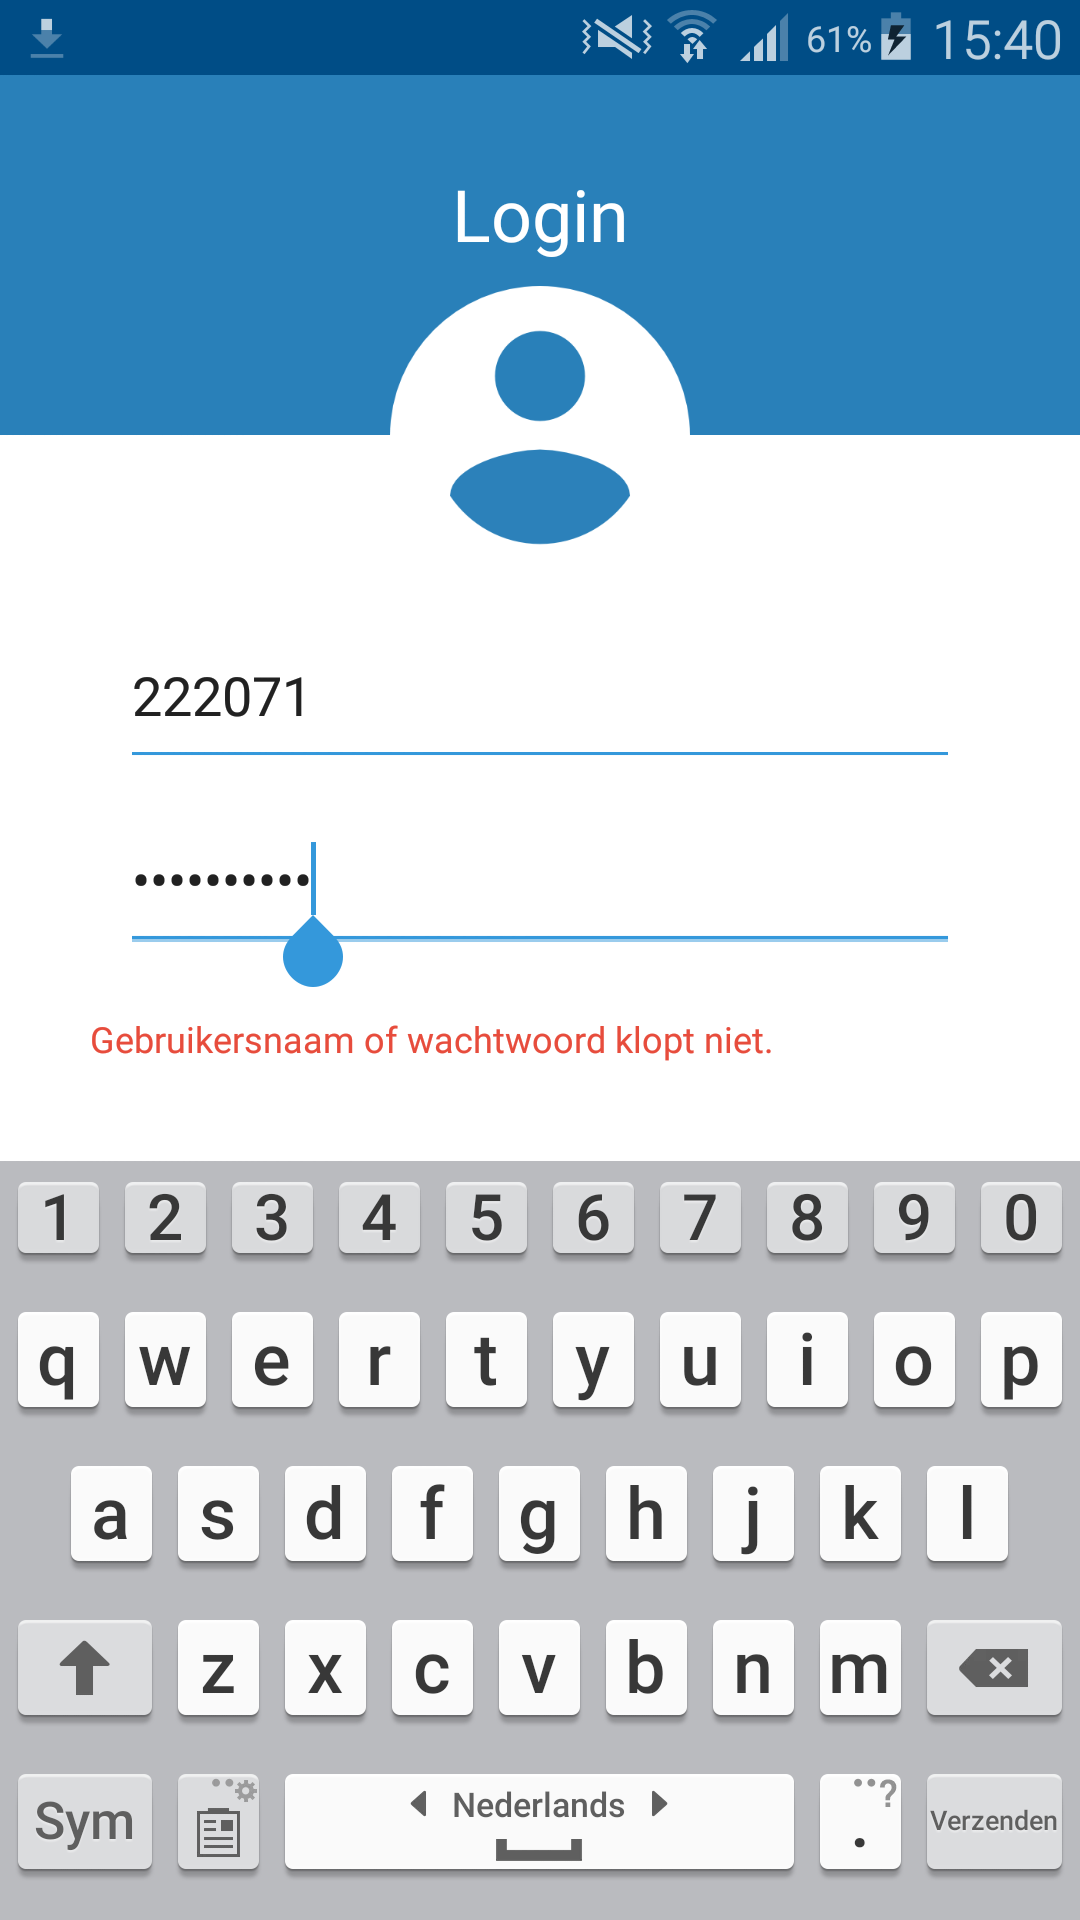 61% 15:40
Login
222071
••••••••••
Gebruikersnaam of wachtwoord klopt niet.
1 2 3 4 5 6 7 8 9 0
q w e r t y u i o p
a s d f g h j k l
z x c v b n m
Sym Nederlands . ? Verzenden